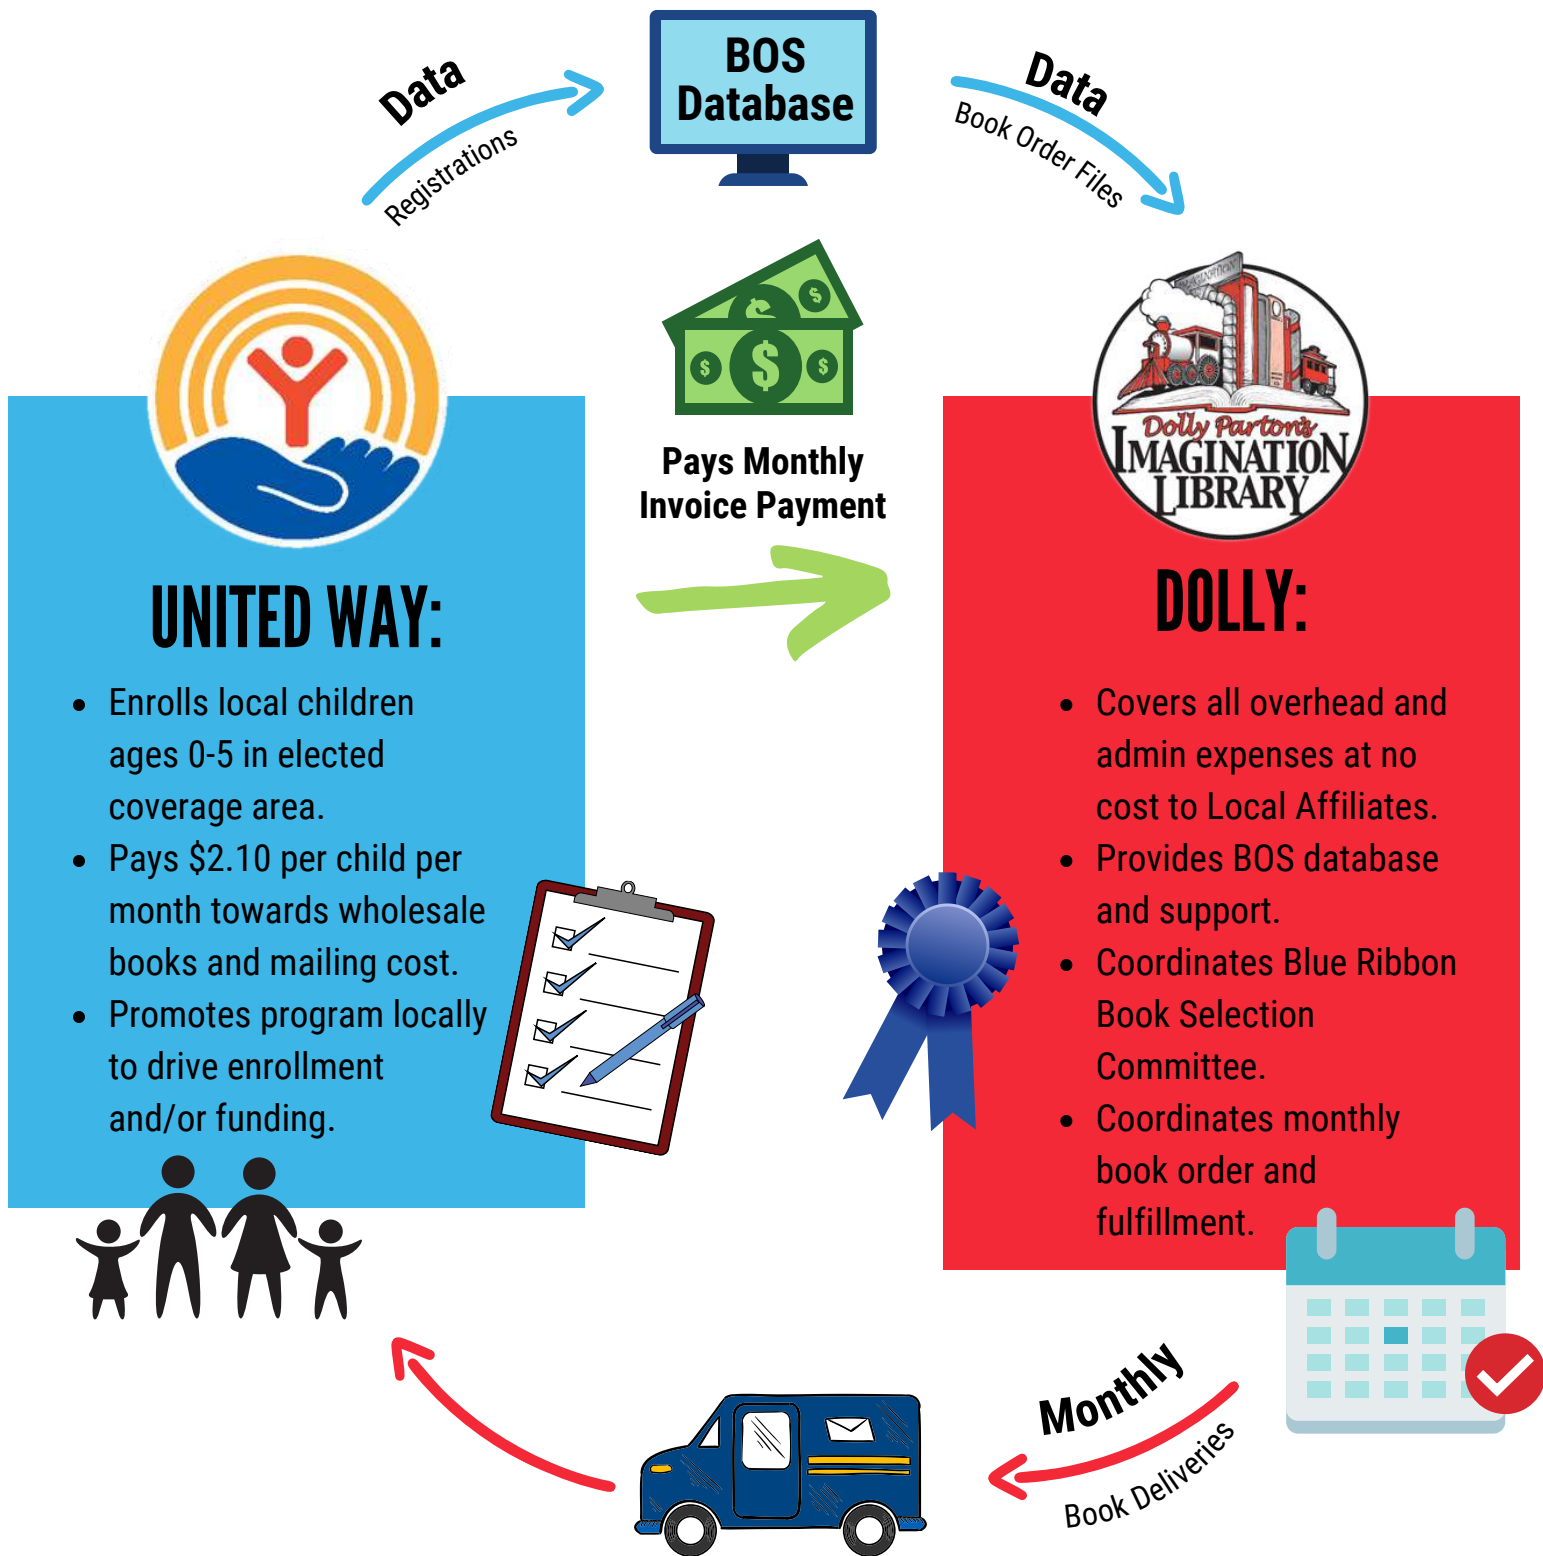 BOS
Database
Data
Registrations
Data
Book Order Files
Pays Monthly
Invoice Payment
Dolly Parton's
IMAGINATION
LIBRARY
UNITED WAY:
• Enrolls local children
ages 0-5 in elected
coverage area.
• Pays $2.10 per child per
month towards wholesale
books and mailing cost.
• Promotes program locally
to drive enrollment
and/or funding.
DOLLY:
• Covers all overhead and
admin expenses at no
cost to Local Affiliates.
• Provides BOS database
and support.
• Coordinates Blue Ribbon
Book Selection
Committee.
• Coordinates monthly
book order and
fulfillment.
Monthly
Book Deliveries